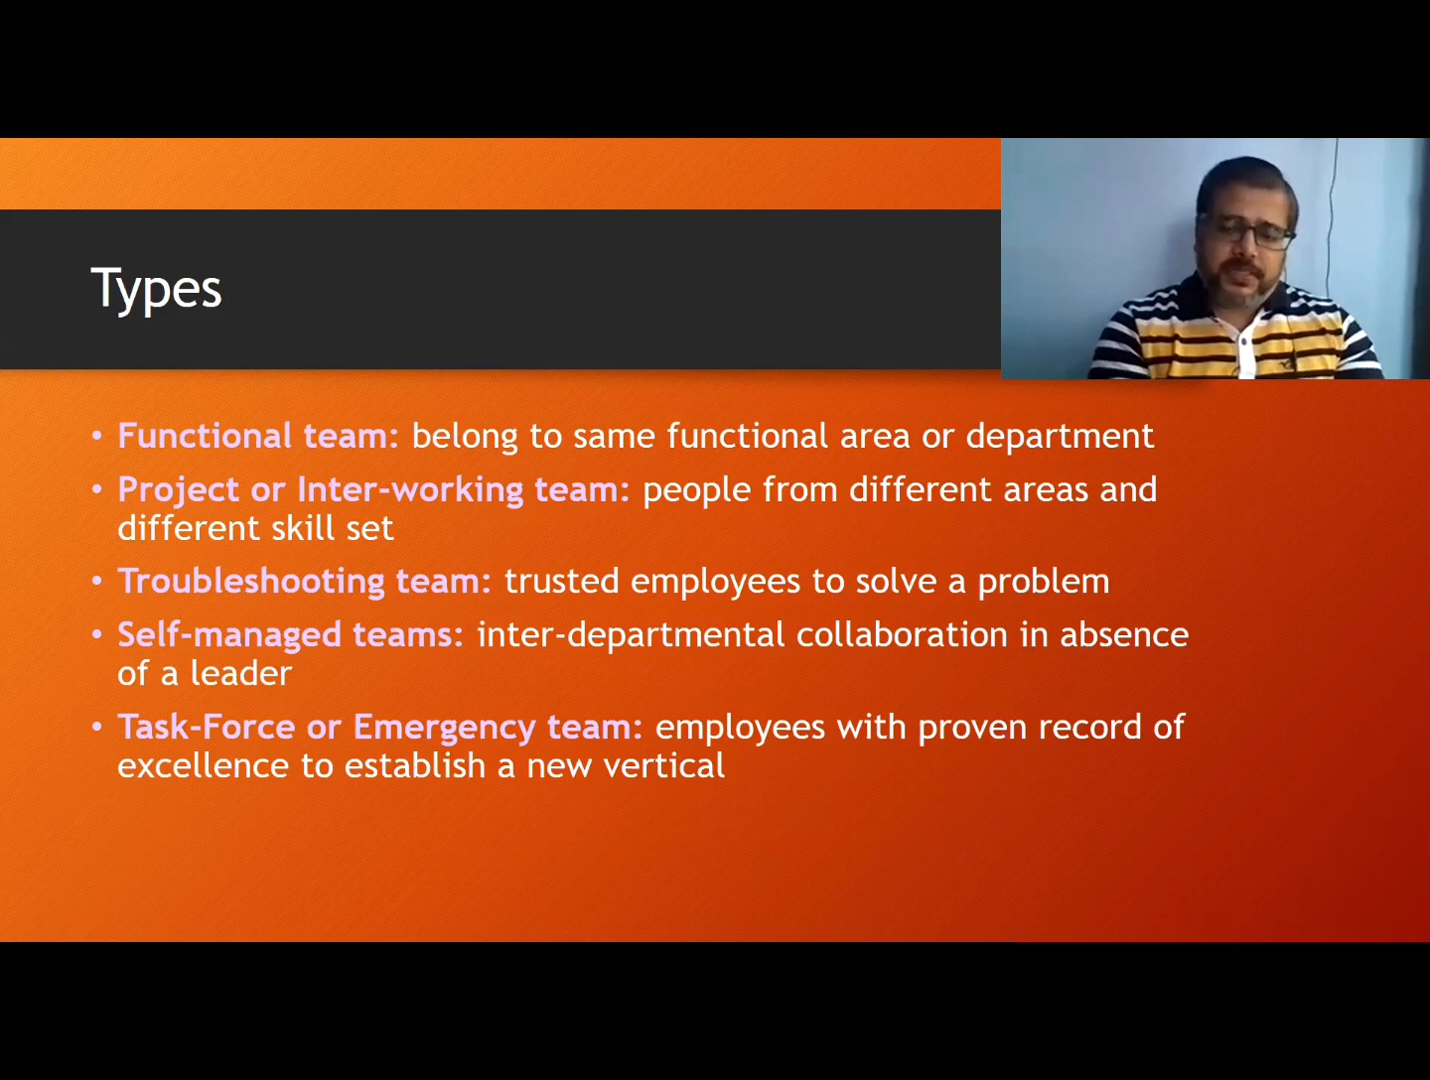 Types
• Functional team: belong to same functional area or department
• Project or Inter-working team: people from different areas and
different skill set
• Troubleshooting team: trusted employees to solve a problem
• Self-managed teams: inter-departmental collaboration in absence
of a leader
• Task-Force or Emergency team: employees with proven record of
excellence to establish a new vertical